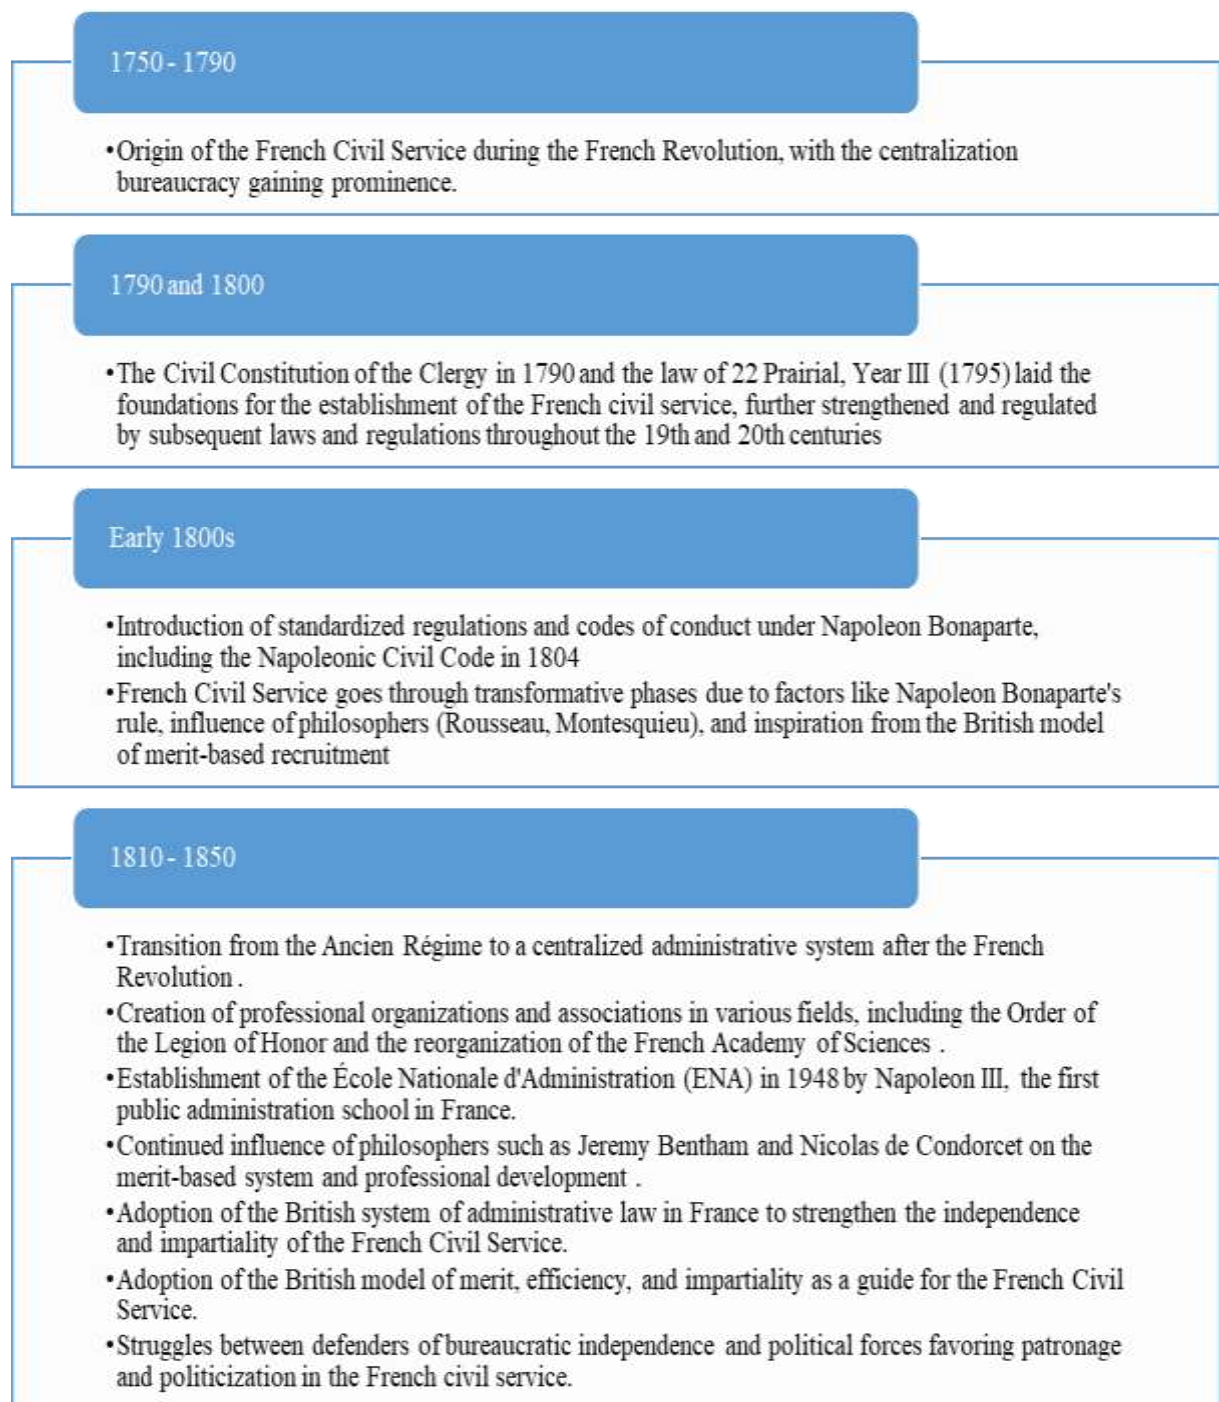 1750 - 1790
•Origin of the French Civil Service during the French Revolution, with the centralization
bureaucracy gaining prominence.
1790 and 1800
•The Civil Constitution of the Clergy in 1790 and the law of 22 Prairial, Year III (1795) laid the
foundations for the establishment of the French civil service, further strengthened and regulated
by subsequent laws and regulations throughout the 19th and 20th centuries
Early 1800s
•Introduction of standardized regulations and codes of conduct under Napoleon Bonaparte,
including the Napoleonic Civil Code in 1804
•French Civil Service goes through transformative phases due to factors like Napoleon Bonaparte's
rule, influence of philosophers (Rousseau, Montesquieu), and inspiration from the British model
of merit-based recruitment
1810 - 1850
•Transition from the Ancien Régime to a centralized administrative system after the French
Revolution .
•Creation of professional organizations and associations in various fields, including the Order of
the Legion of Honor and the reorganization of the French Academy of Sciences .
•Establishment of the École Nationale d'Administration (ENA) in 1948 by Napoleon III, the first
public administration school in France.
•Continued influence of philosophers such as Jeremy Bentham and Nicolas de Condorcet on the
merit-based system and professional development .
•Adoption of the British system of administrative law in France to strengthen the independence
and impartiality of the French Civil Service.
•Adoption of the British model of merit, efficiency, and impartiality as a guide for the French Civil
Service.
•Struggles between defenders of bureaucratic independence and political forces favoring patronage
and politicization in the French civil service.